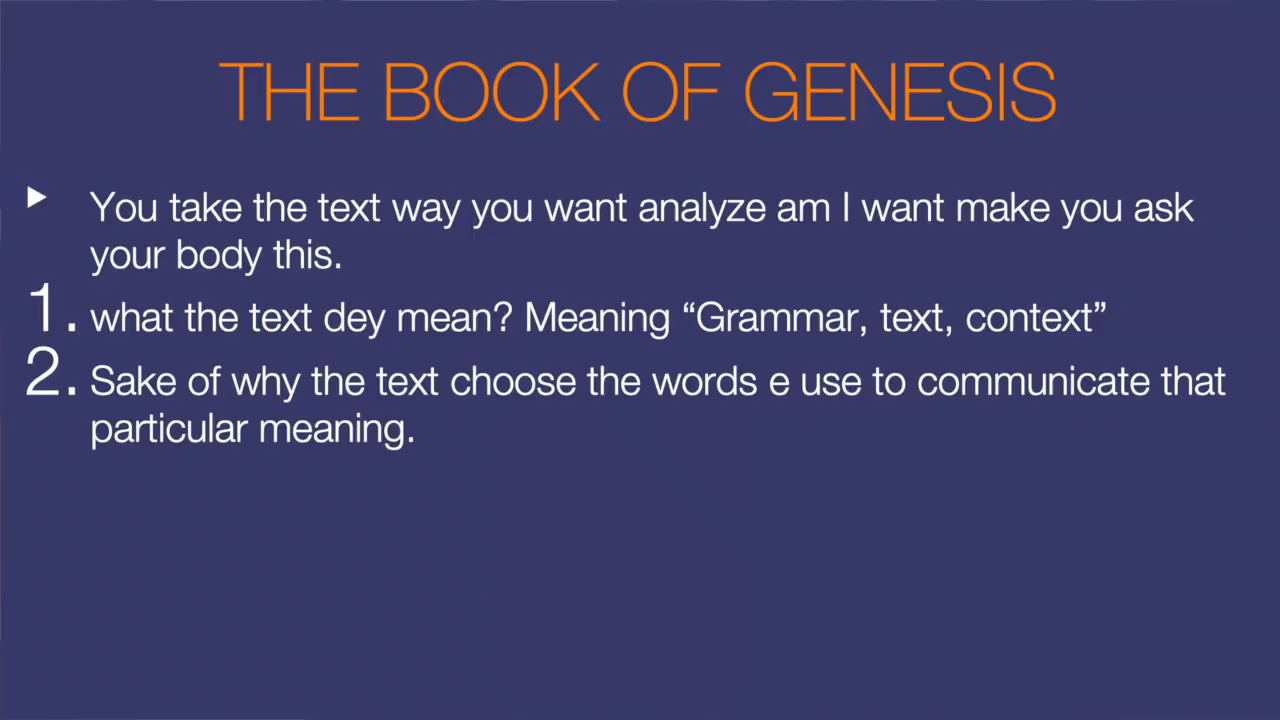 THE BOOK OF GENESIS
You take the text way you want analyze am I want make you ask
your body this.
1. what the text dey mean? Meaning “Grammar, text, context”
2. Sake of why the text choose the words e use to communicate that
particular meaning.